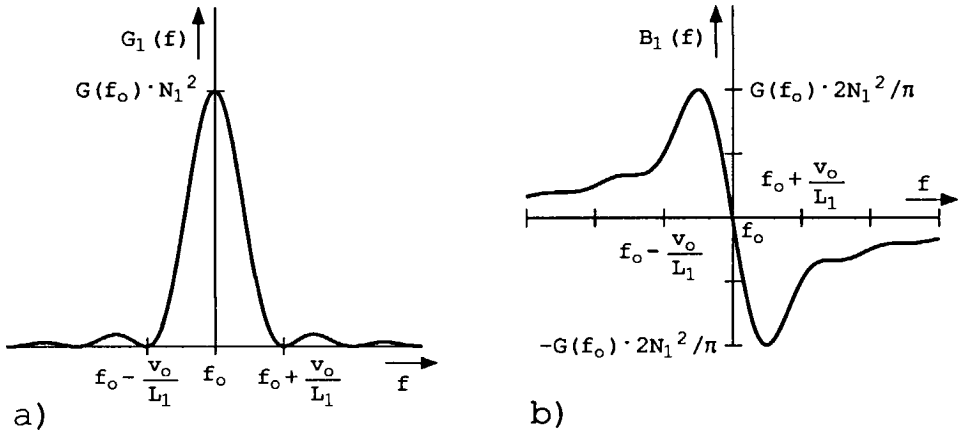 G₁(f)
G(fₒ)·N₁²
fₒ - vₒ/L₁
fₒ
fₒ + vₒ/L₁
f
a)
B₁(f)
G(fₒ)·2N₁²/π
fₒ + vₒ/L₁
f
fₒ
fₒ - vₒ/L₁
-G(fₒ)·2N₁²/π
b)